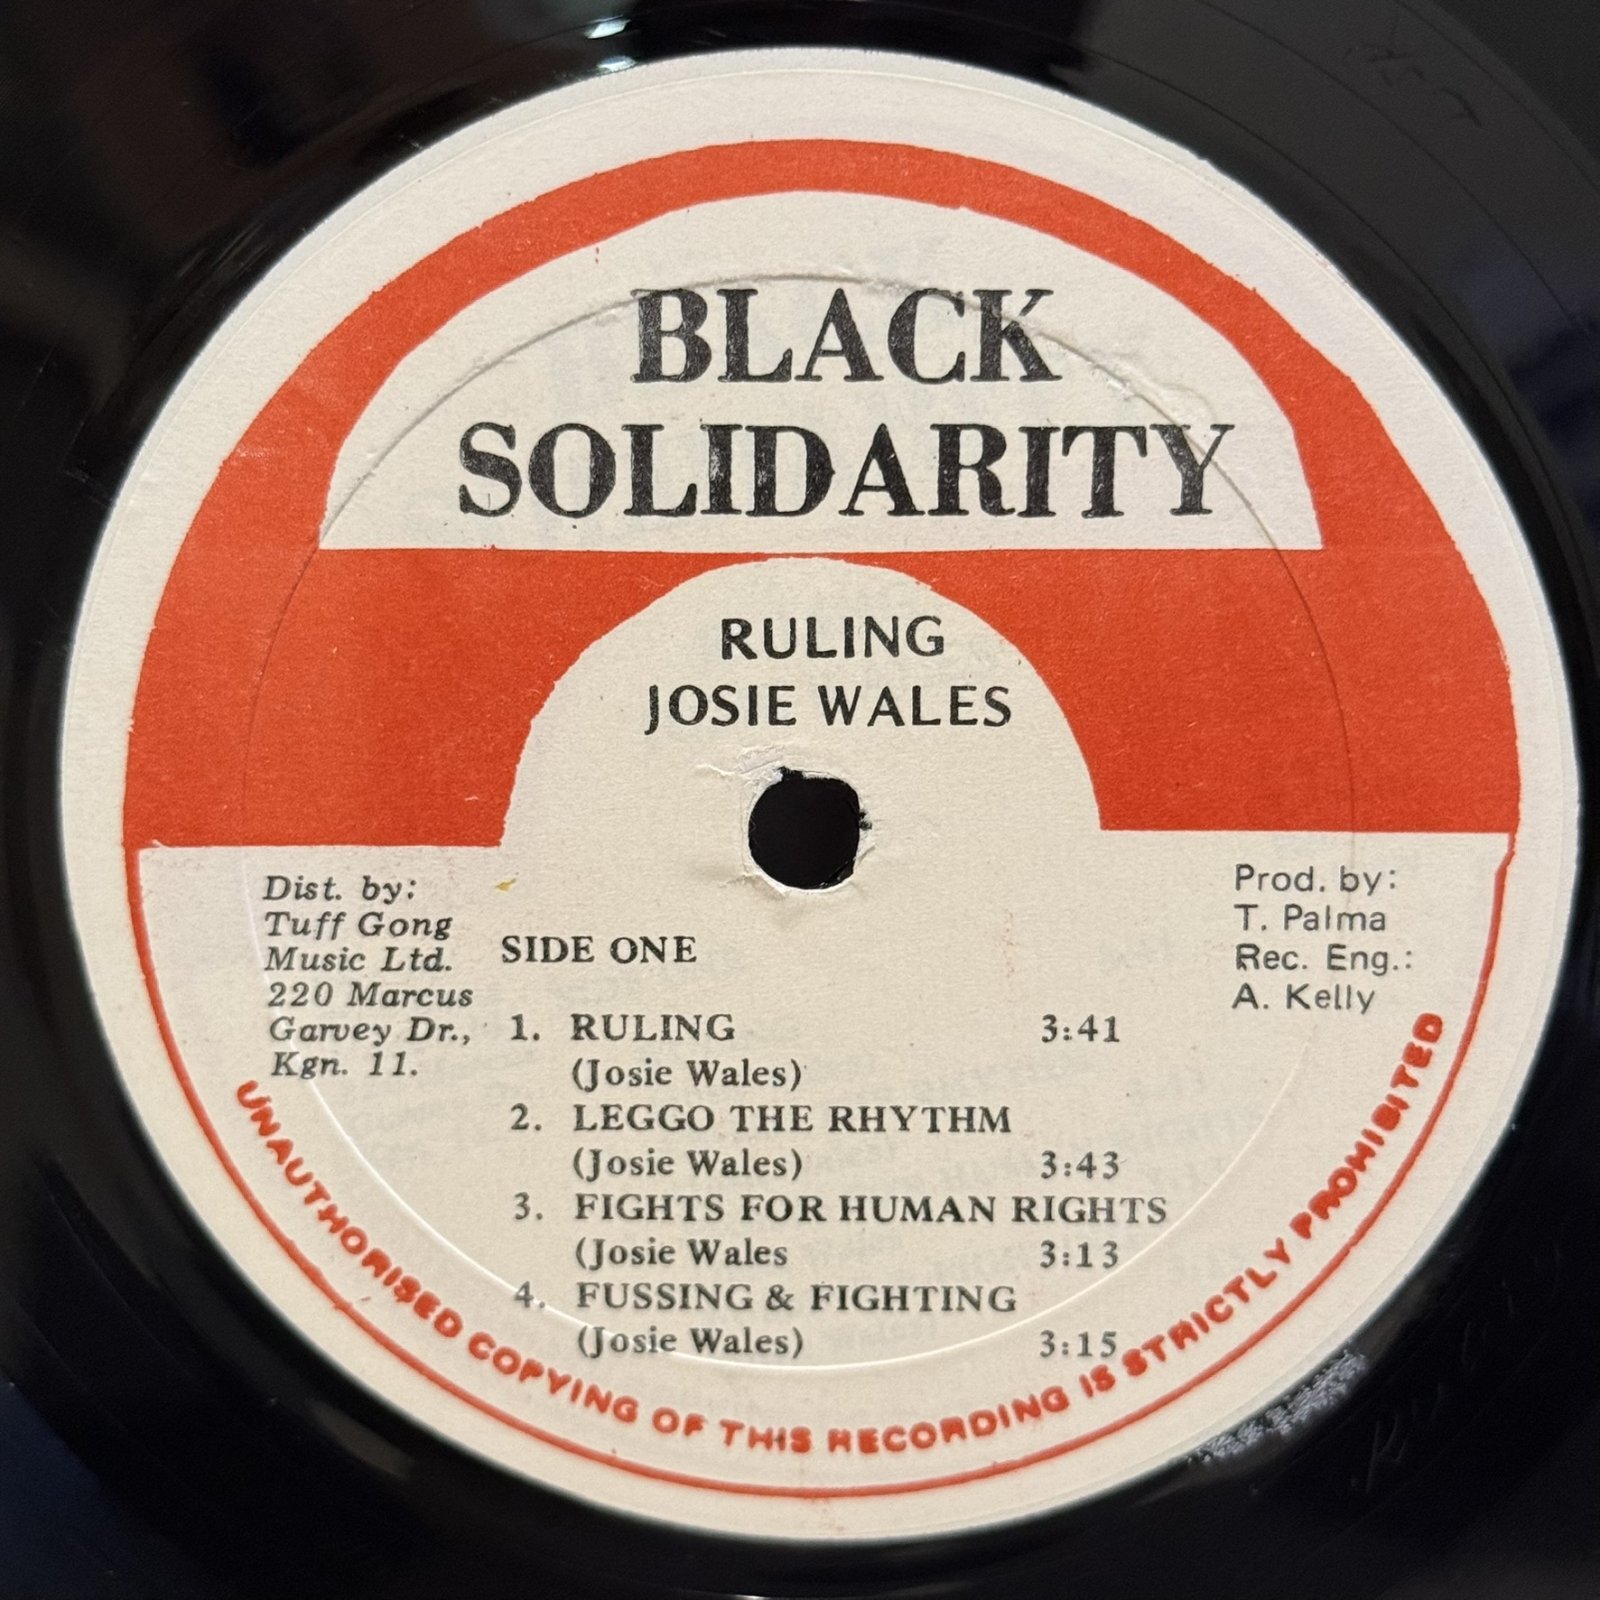 BLACK
SOLIDARITY
RULING
JOSIE WALES
Dist. by:
Tuff Gong
Music Ltd.
220 Marcus
Garvey Dr.,
Kgn. 11.
Prod. by:
T. Palma
Rec. Eng.:
A. Kelly
SIDE ONE
1. RULING 3:41
(Josie Wales)
2. LEGGO THE RHYTHM
(Josie Wales) 3:43
3. FIGHTS FOR HUMAN RIGHTS
(Josie Wales 3:13
4. FUSSING & FIGHTING
(Josie Wales) 3:15
UNAUTHORISED COPYING OF THIS RECORDING IS STRICTLY PROHIBITED